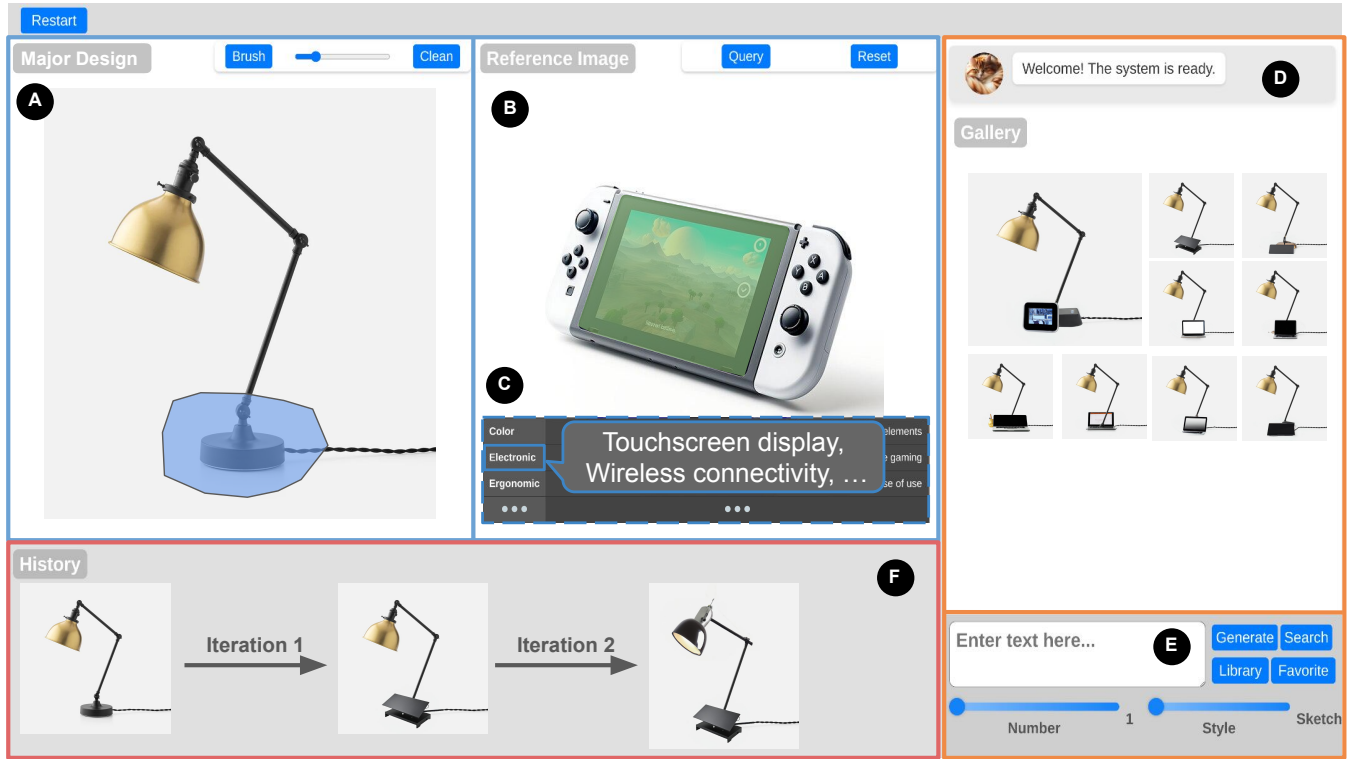 Restart
Major Design
Brush
Clean
A
Reference Image
Query
Reset
B
X
Y
A
B
C
Color
elements
Electronic
gaming
Ergonomic
se of use
Touchscreen display,
Wireless connectivity, …
Welcome! The system is ready.
D
Gallery
History
F
Iteration 1
Iteration 2
Enter text here...
E
Generate
Search
Library
Favorite
Number
1
Style
Sketch